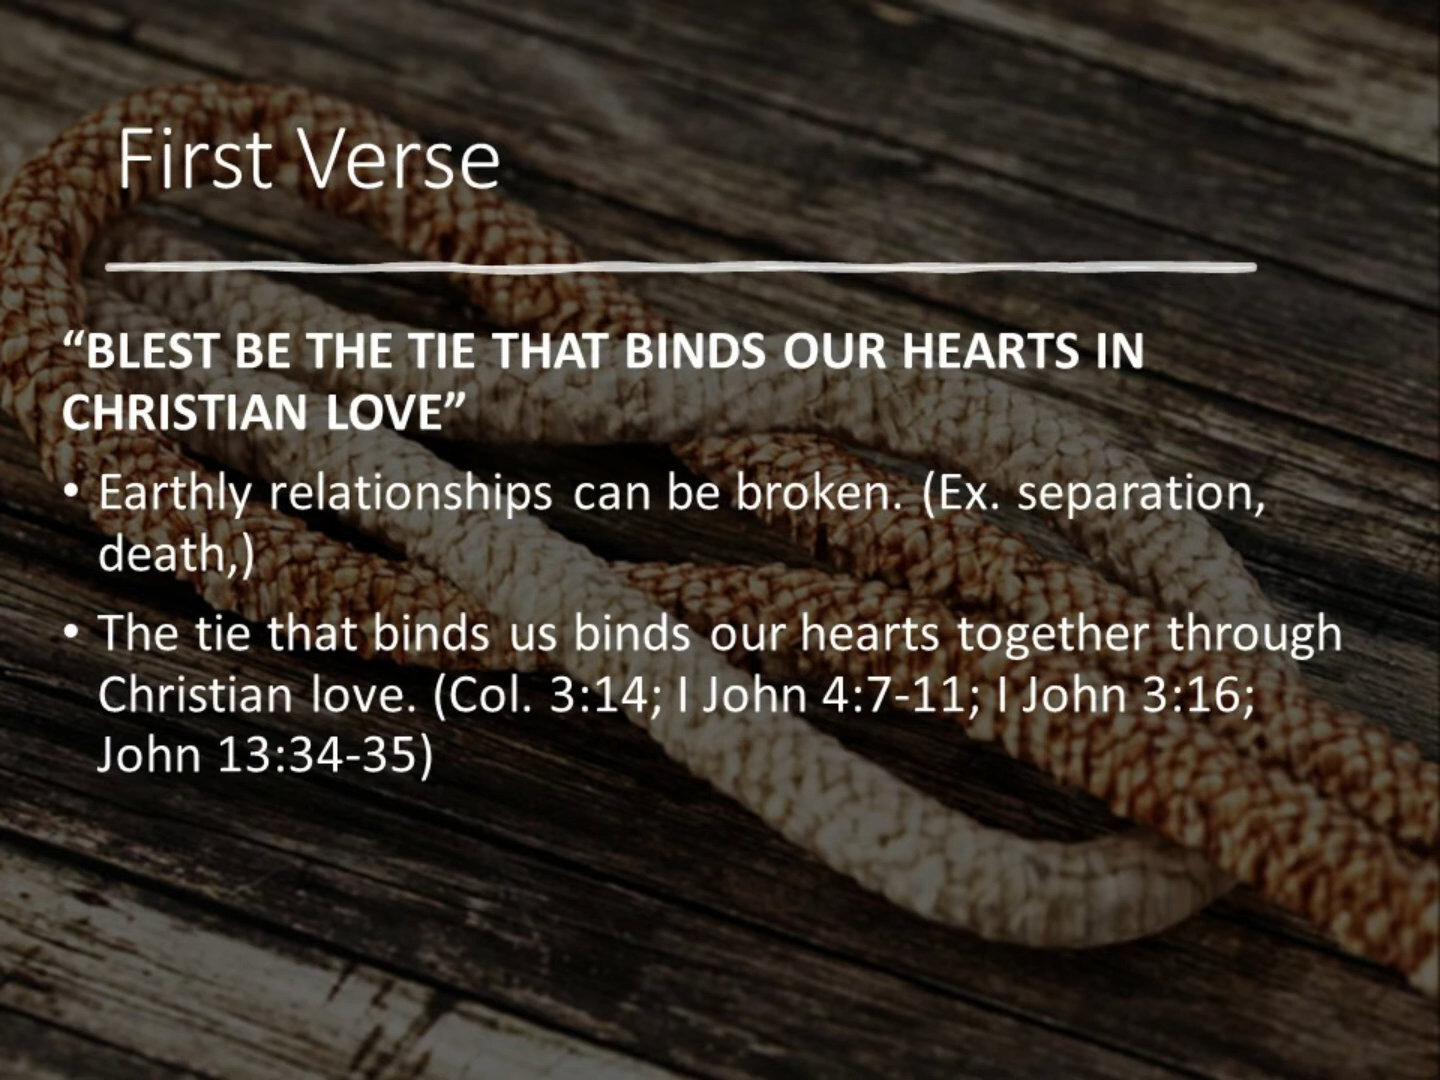 First Verse
“BLEST BE THE TIE THAT BINDS OUR HEARTS IN
CHRISTIAN LOVE”
• Earthly relationships can be broken. (Ex. separation,
death,)
• The tie that binds us binds our hearts together through
Christian love. (Col. 3:14; I John 4:7-11; I John 3:16;
John 13:34-35)